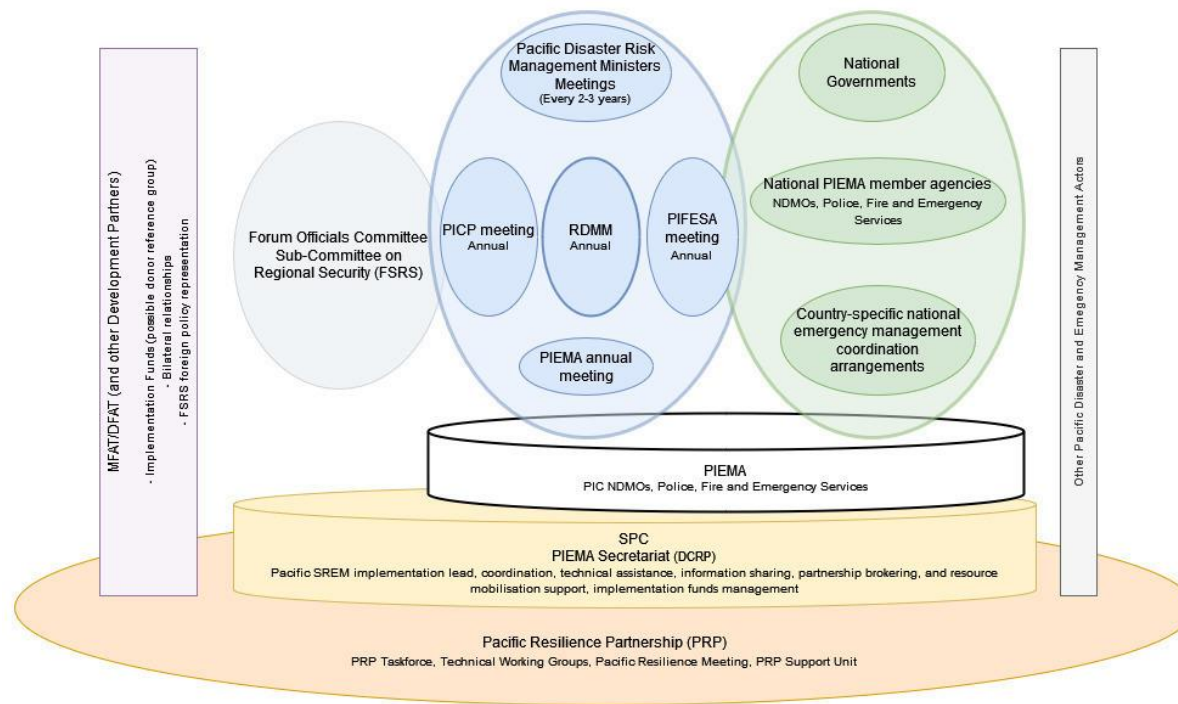 MFAT/DFAT (and other Development Partners)
- Implementation Funds (possible donor reference group)
- Bilateral relationships
- FSRS foreign policy representation
Forum Officials Committee
Sub-Committee on
Regional Security (FSRS)
Pacific Disaster Risk
Management Ministers
Meetings
(Every 2-3 years)
PICP meeting
Annual
RDMM
Annual
PIFESA
meeting
Annual
PIEMA annual
meeting
National
Governments
National PIEMA member agencies
NDMOs, Police, Fire and Emergency
Services
Country-specific national
emergency management
coordination
arrangements
Other Pacific Disaster and Emegency Management Actors
PIEMA
PIC NDMOs, Police, Fire and Emergency Services
SPC
PIEMA Secretariat (DCRP)
Pacific SREM implementation lead, coordination, technical assistance, information sharing, partnership brokering, and resource
mobilisation support, implementation funds management
Pacific Resilience Partnership (PRP)
PRP Taskforce, Technical Working Groups, Pacific Resilience Meeting, PRP Support Unit